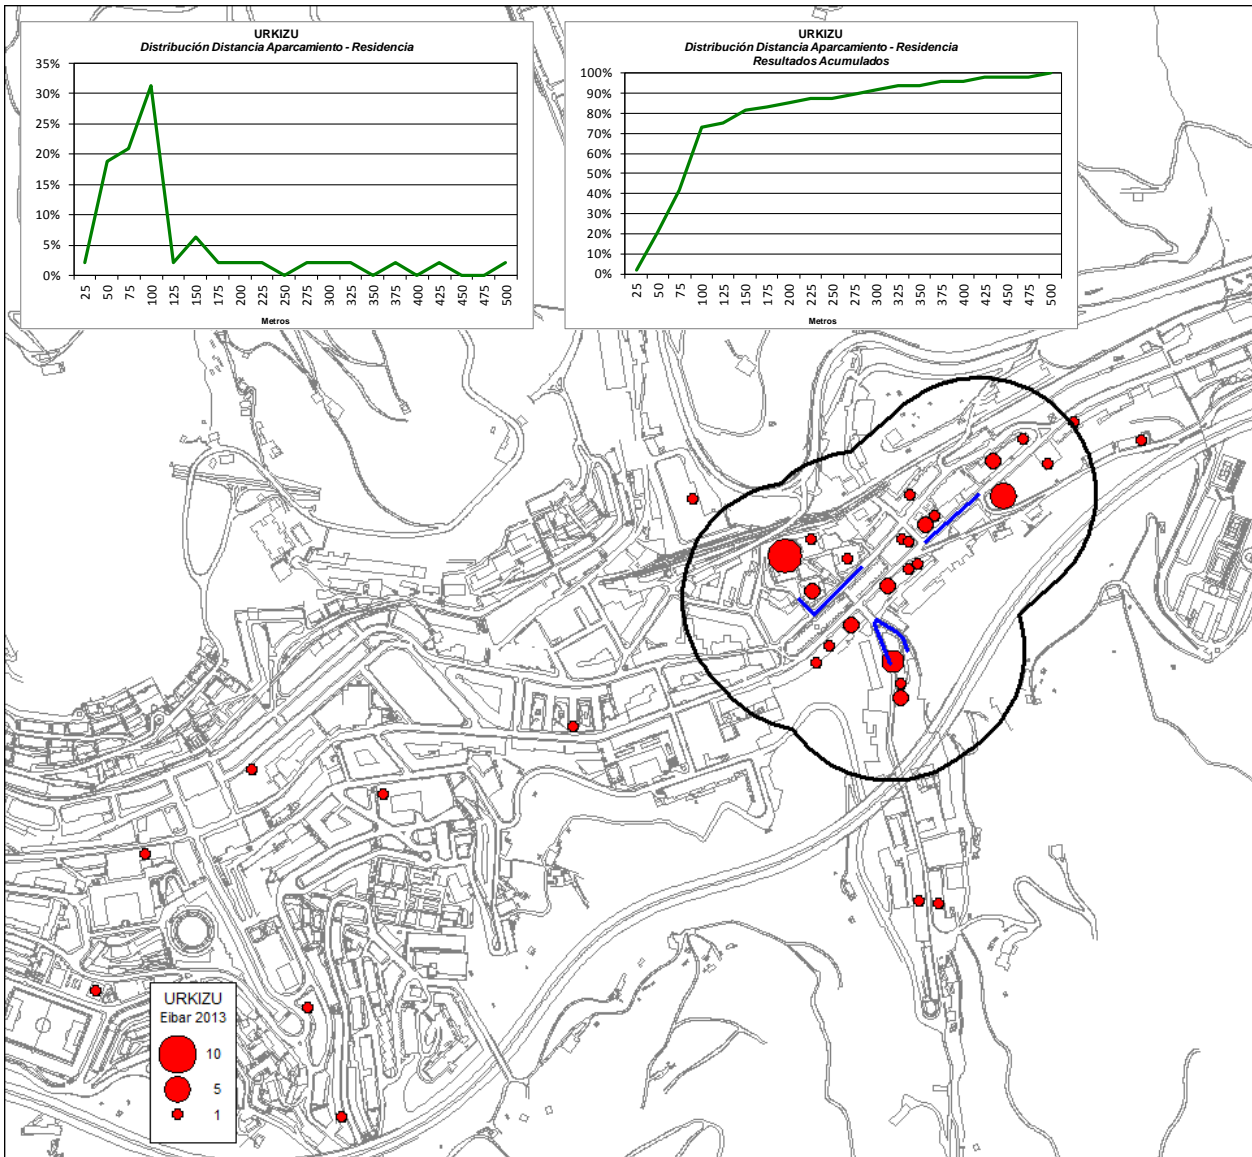 URKIZU
Distribución Distancia Aparcamiento - Residencia
35%
30%
25%
20%
15%
10%
5%
0%
25 50 75 100 125 150 175 200 225 250 275 300 325 350 375 400 425 450 475 500
Metros
URKIZU
Distribución Distancia Aparcamiento - Residencia
Resultados Acumulados
100%
90%
80%
70%
60%
50%
40%
30%
20%
10%
0%
25 50 75 100 125 150 175 200 225 250 275 300 325 350 375 400 425 450 475 500
Metros
URKIZU
Eibar 2013
10
5
1